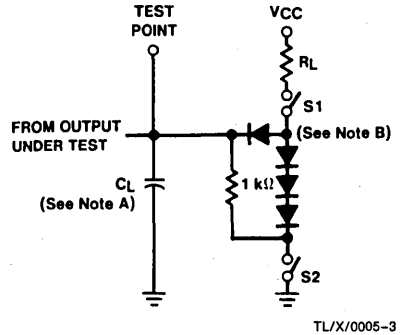 TEST
POINT
VCC
RL
S1
FROM OUTPUT
UNDER TEST
(See Note B)
CL
(See Note A)
1 kΩ
S2
TL/X/0005-3